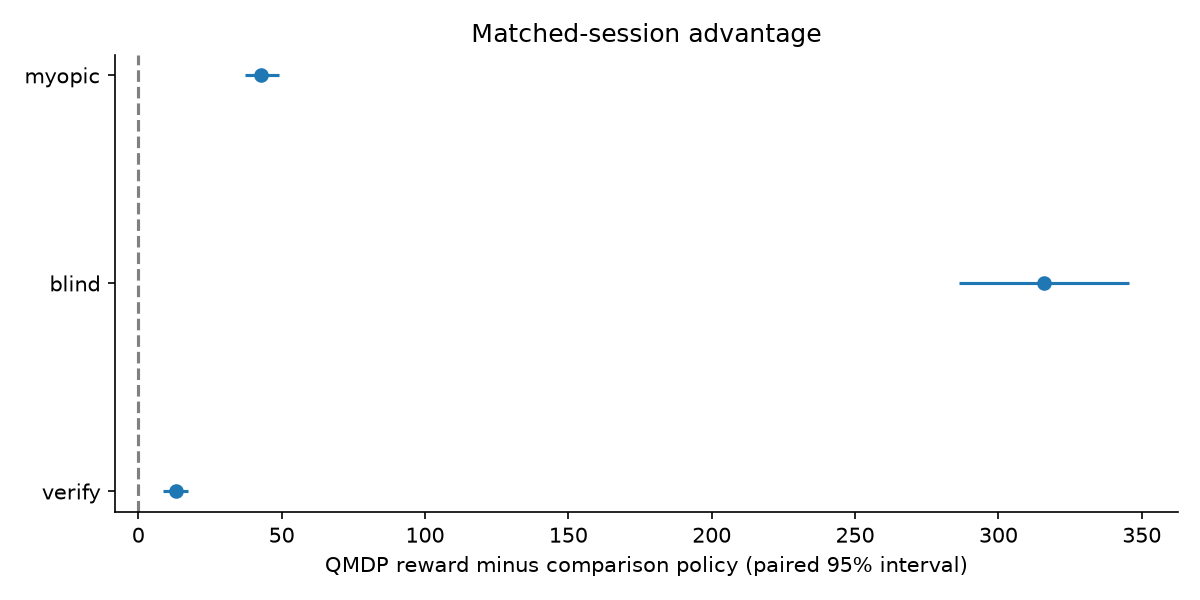 Matched-session advantage
myopic
blind
verify
0 50 100 150 200 250 300 350
QMDP reward minus comparison policy (paired 95% interval)